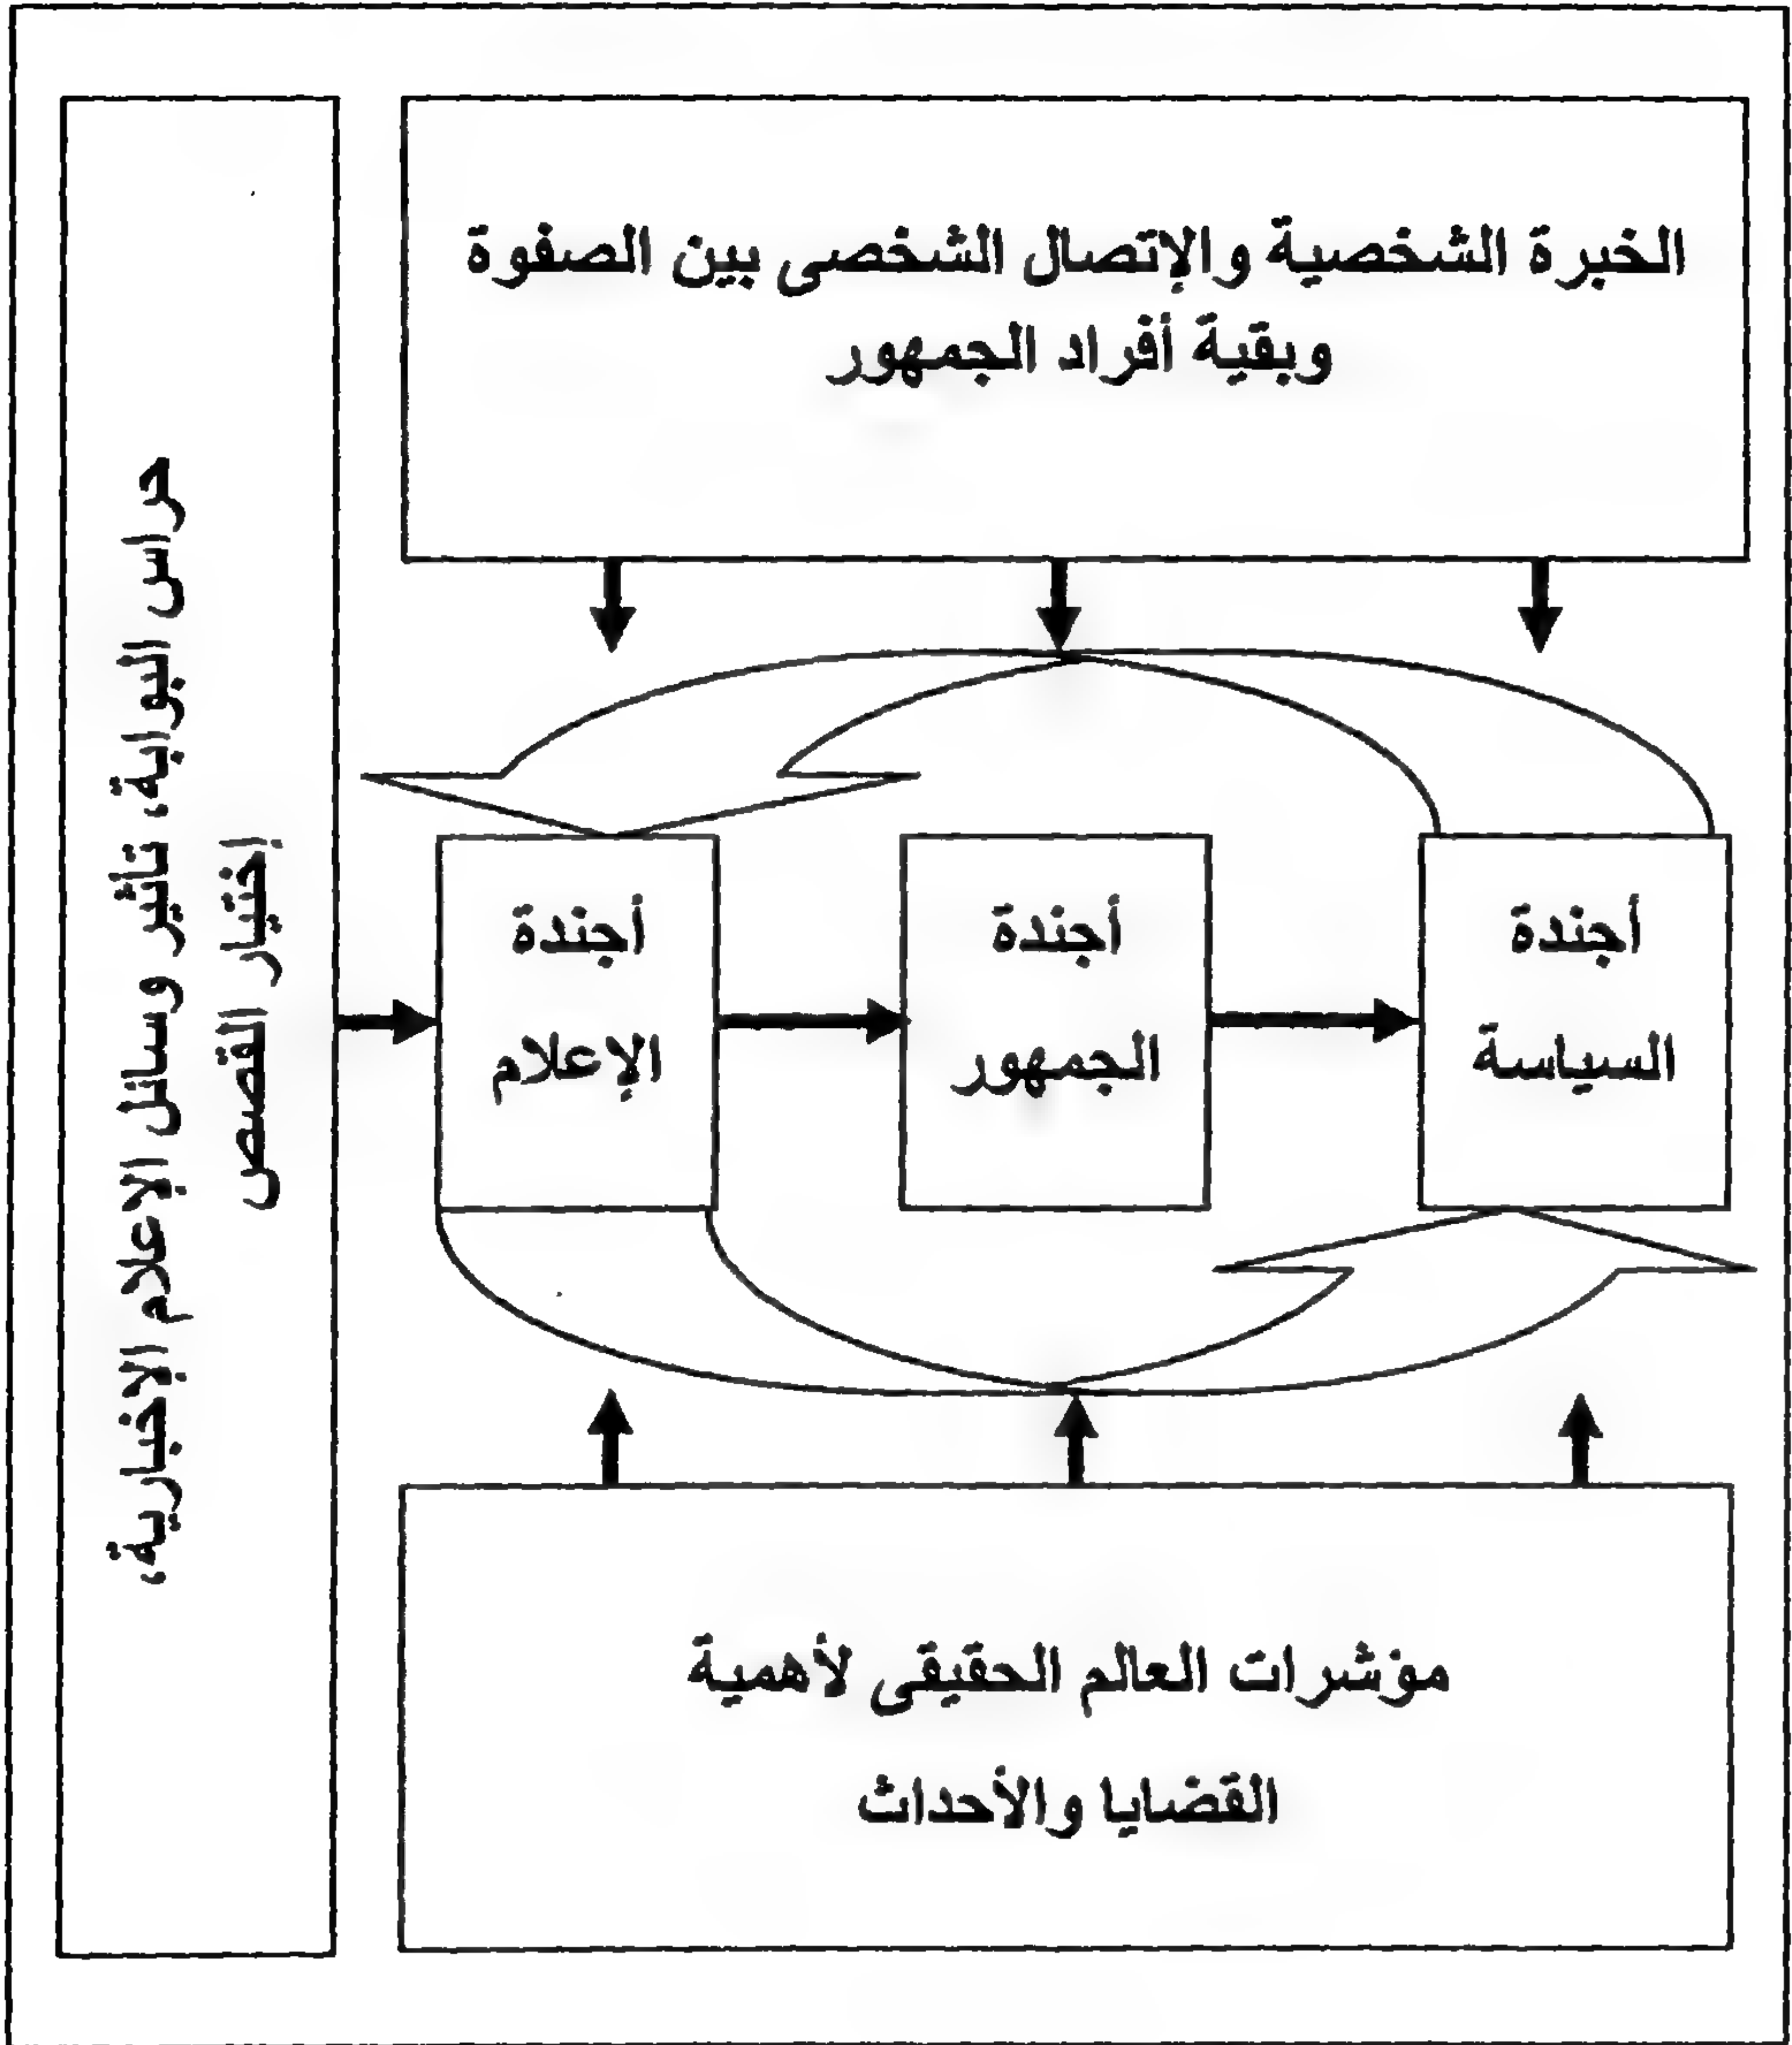 الخبرة الشخصية والإتصال الشخصى بين الصفوة
وبقية أفراد الجمهور
حراس البوابة، تأثير وسائل الإعلام الإخبارية،
إختيار القصص
أجندة
الإعلام
أجندة
الجمهور
أجندة
السياسة
مؤشرات العالم الحقيقى لأهمية
القضايا والأحداث